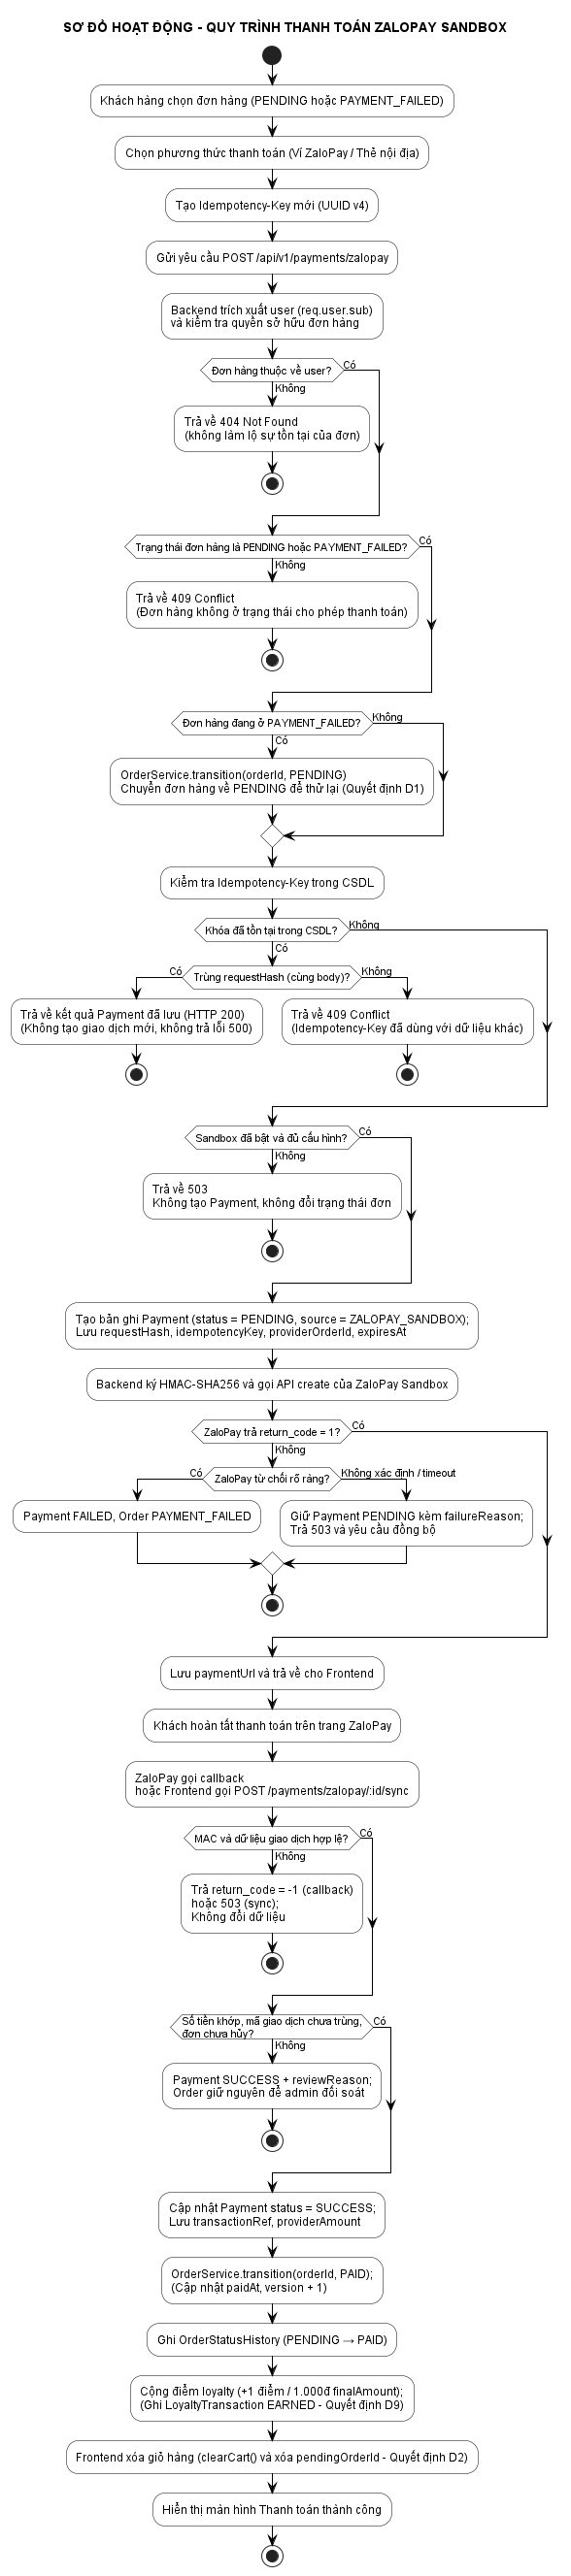 SƠ ĐỒ HOẠT ĐỘNG - QUY TRÌNH THANH TOÁN ZALOPAY SANDBOX
Khách hàng chọn đơn hàng (PENDING hoặc PAYMENT_FAILED)
Chọn phương thức thanh toán (Ví ZaloPay / Thẻ nội địa)
Tạo Idempotency-Key mới (UUID v4)
Gửi yêu cầu POST /api/v1/payments/zalopay
Backend trích xuất user (req.user.sub)
và kiểm tra quyền sở hữu đơn hàng
Đơn hàng thuộc về user?
Có
Không
Trả về 404 Not Found
(không làm lộ sự tồn tại của đơn)
Trạng thái đơn hàng là PENDING hoặc PAYMENT_FAILED?
Có
Không
Trả về 409 Conflict
(Đơn hàng không ở trạng thái cho phép thanh toán)
Đơn hàng đang ở PAYMENT_FAILED?
Không
Có
OrderService.transition(orderId, PENDING)
Chuyển đơn hàng về PENDING để thử lại (Quyết định D1)
Kiểm tra Idempotency-Key trong CSDL
Khóa đã tồn tại trong CSDL?
Không
Có
Có
Trùng requestHash (cùng body)?
Không
Trả về kết quả Payment đã lưu (HTTP 200)
(Không tạo giao dịch mới, không trả lỗi 500)
Trả về 409 Conflict
(Idempotency-Key đã dùng với dữ liệu khác)
Sandbox đã bật và đủ cấu hình?
Có
Không
Trả về 503
Không tạo Payment, không đổi trạng thái đơn
Tạo bản ghi Payment (status = PENDING, source = ZALOPAY_SANDBOX);
Lưu requestHash, idempotencyKey, providerOrderId, expiresAt
Backend ký HMAC-SHA256 và gọi API create của ZaloPay Sandbox
ZaloPay trả return_code = 1?
Có
Không
Có
ZaloPay từ chối rõ ràng?
Không xác định / timeout
Payment FAILED, Order PAYMENT_FAILED
Giữ Payment PENDING kèm failureReason;
Trả 503 và yêu cầu đồng bộ
Lưu paymentUrl và trả về cho Frontend
Khách hoàn tất thanh toán trên trang ZaloPay
ZaloPay gọi callback
hoặc Frontend gọi POST /payments/zalopay/:id/sync
MAC và dữ liệu giao dịch hợp lệ?
Có
Không
Trả return_code = -1 (callback)
hoặc 503 (sync);
Không đổi dữ liệu
Số tiền khớp, mã giao dịch chưa trùng,
đơn chưa hủy?
Có
Không
Payment SUCCESS + reviewReason;
Order giữ nguyên để admin đối soát
Cập nhật Payment status = SUCCESS;
Lưu transactionRef, providerAmount
OrderService.transition(orderId, PAID);
(Cập nhật paidAt, version + 1)
Ghi OrderStatusHistory (PENDING → PAID)
Cộng điểm loyalty (+1 điểm / 1.000đ finalAmount);
(Ghi LoyaltyTransaction EARNED - Quyết định D9)
Frontend xóa giỏ hàng (clearCart() và xóa pendingOrderId - Quyết định D2)
Hiển thị màn hình Thanh toán thành công